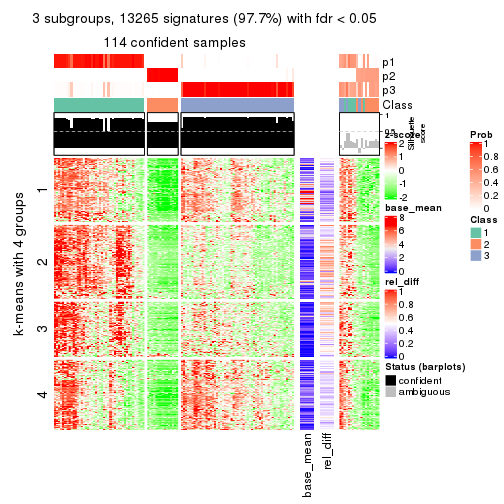 3 subgroups, 13265 signatures (97.7%) with fdr < 0.05
114 confident samples
p1
p2
p3
Class
1
0.5
Silhouette
score
k-means with 4 groups
1
2
3
4
base_mean
rel_diff
z-score
2
1
0
-1
-2
base_mean
8
6
4
2
0
rel_diff
1
0.8
0.6
0.4
0.2
0
Status (barplots)
confident
ambiguous
Prob
1
0.8
0.6
0.4
0.2
0
Class
1
2
3